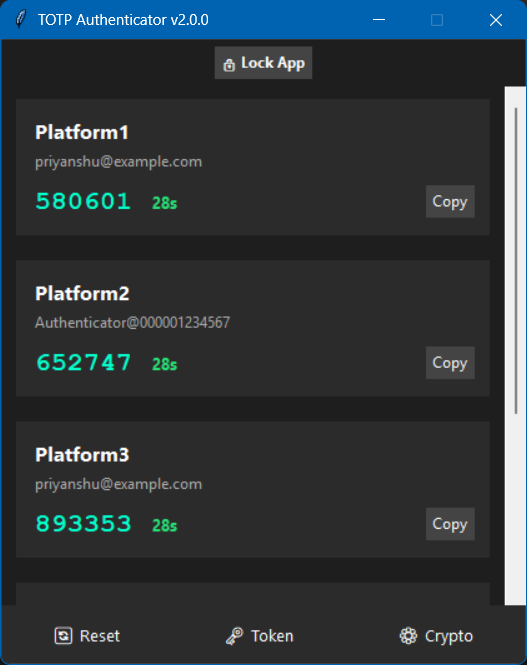 TOTP Authenticator v2.0.0
Lock App
Platform1
priyanshu@example.com
580601 28s Copy
Platform2
Authenticator@000001234567
652747 28s Copy
Platform3
priyanshu@example.com
893353 28s Copy
Reset Token Crypto